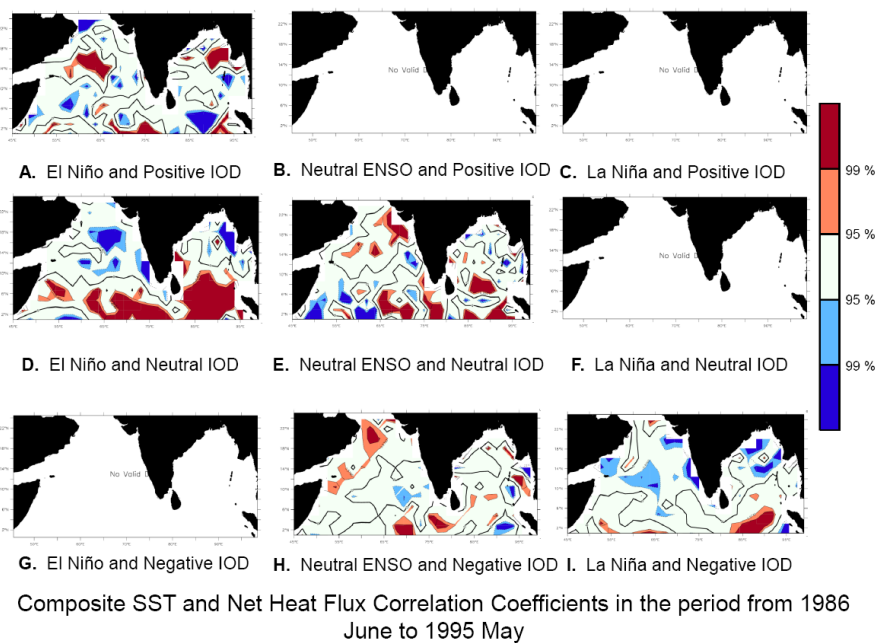 No Valid D
No Valid D
A. El Niño and Positive IOD
B. Neutral ENSO and Positive IOD
C. La Niña and Positive IOD
99 %
95 %
95 %
99 %
No Valid D
D. El Niño and Neutral IOD
E. Neutral ENSO and Neutral IOD
F. La Niña and Neutral IOD
No Valid D
G. El Niño and Negative IOD
H. Neutral ENSO and Negative IOD
I. La Niña and Negative IOD
Composite SST and Net Heat Flux Correlation Coefficients in the period from 1986
June to 1995 May